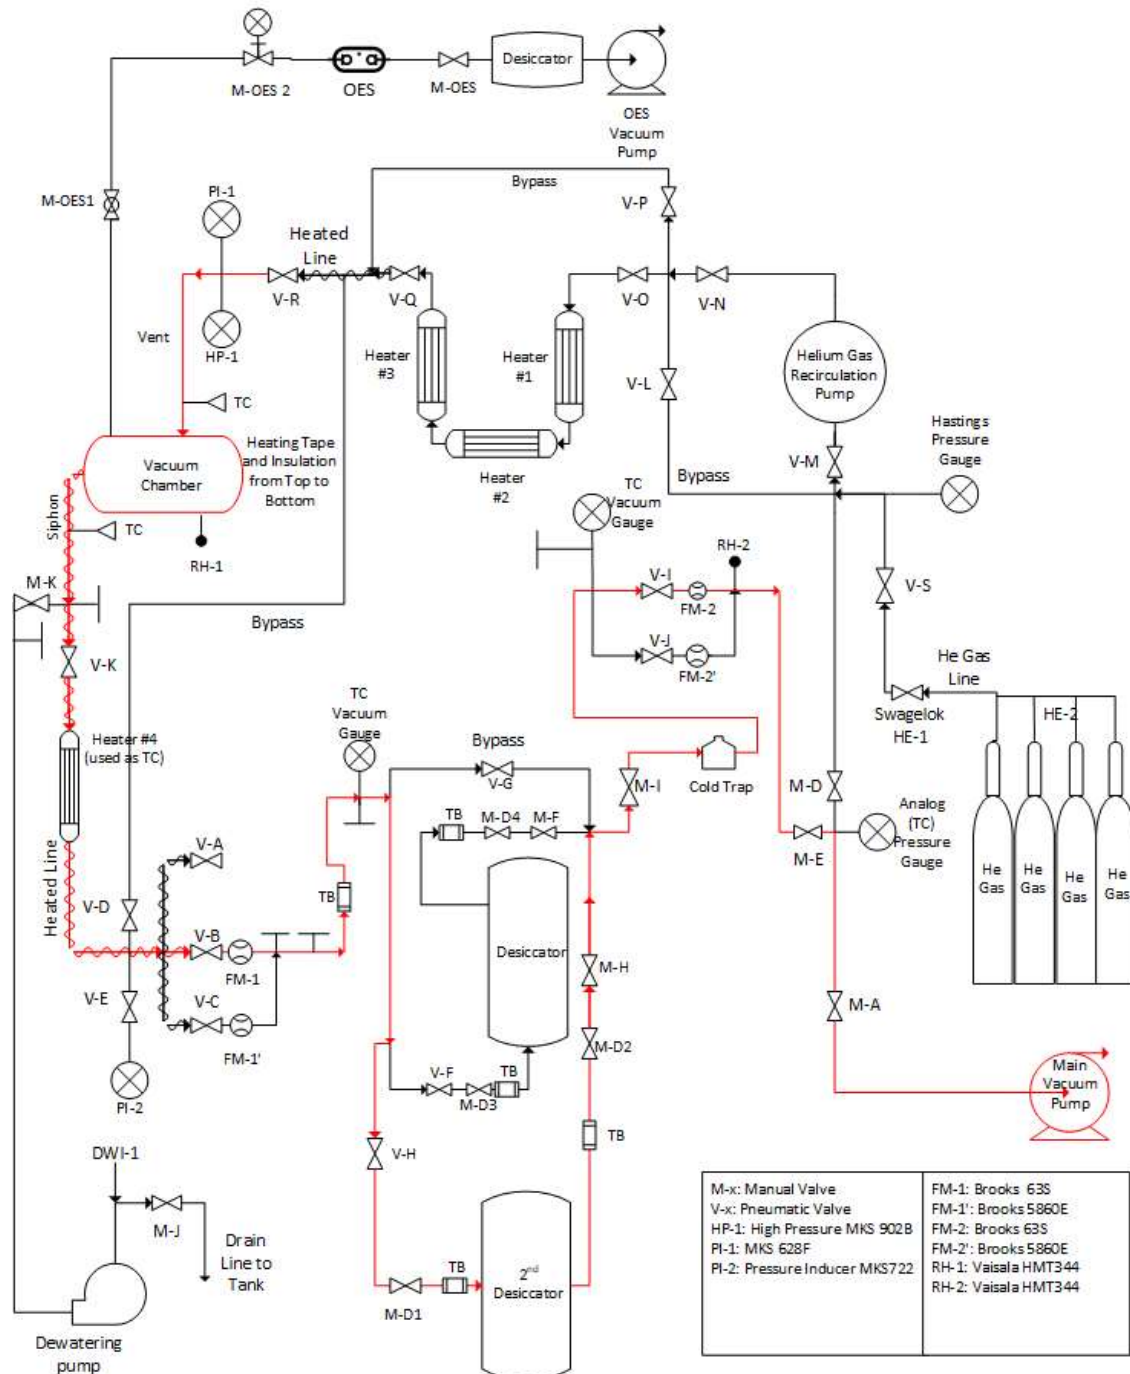 M-OES 2
OES
M-OES
Desiccator
OES
Vacuum
Pump
M-OES1
PI-1
Bypass
V-P
Heated
Line
V-R
V-Q
V-O
V-N
Vent
HP-1
Heater
#3
Heater
#1
V-L
Helium Gas
Recirculation
Pump
TC
Hastings
Pressure
Gauge
Vacuum
Chamber
Heating Tape
and Insulation
from Top to
Bottom
Heater
#2
V-M
Bypass
TC
Vacuum
Gauge
Siphon
TC
RH-1
RH-2
M-K
V-I
FM-2
V-S
Bypass
V-J
FM-2'
V-K
He Gas
Line
TC
Vacuum
Gauge
Swagelok
HE-1
HE-2
Heater #4
(used as TC)
Bypass
V-G
M-I
Cold Trap
M-D
TB
M-D4
M-F
Analog
(TC)
Pressure
Gauge
M-E
V-A
Heated Line
TB
He
Gas
He
Gas
He
Gas
He
Gas
V-D
V-B
FM-1
Desiccator
M-H
V-E
V-C
FM-1'
M-A
M-D2
V-F
M-D3
TB
PI-2
Main
Vacuum
Pump
TB
V-H
DWI-1
M-J
Drain
Line to
Tank
M-D1
TB
2nd
Desiccator
Dewatering
pump
M-x: Manual Valve
V-x: Pneumatic Valve
HP-1: High Pressure MKS 902B
PI-1: MKS 628F
PI-2: Pressure Inducer MKS722
FM-1: Brooks 63S
FM-1': Brooks 5860E
FM-2: Brooks 63S
FM-2': Brooks 5860E
RH-1: Vaisala HMT344
RH-2: Vaisala HMT344